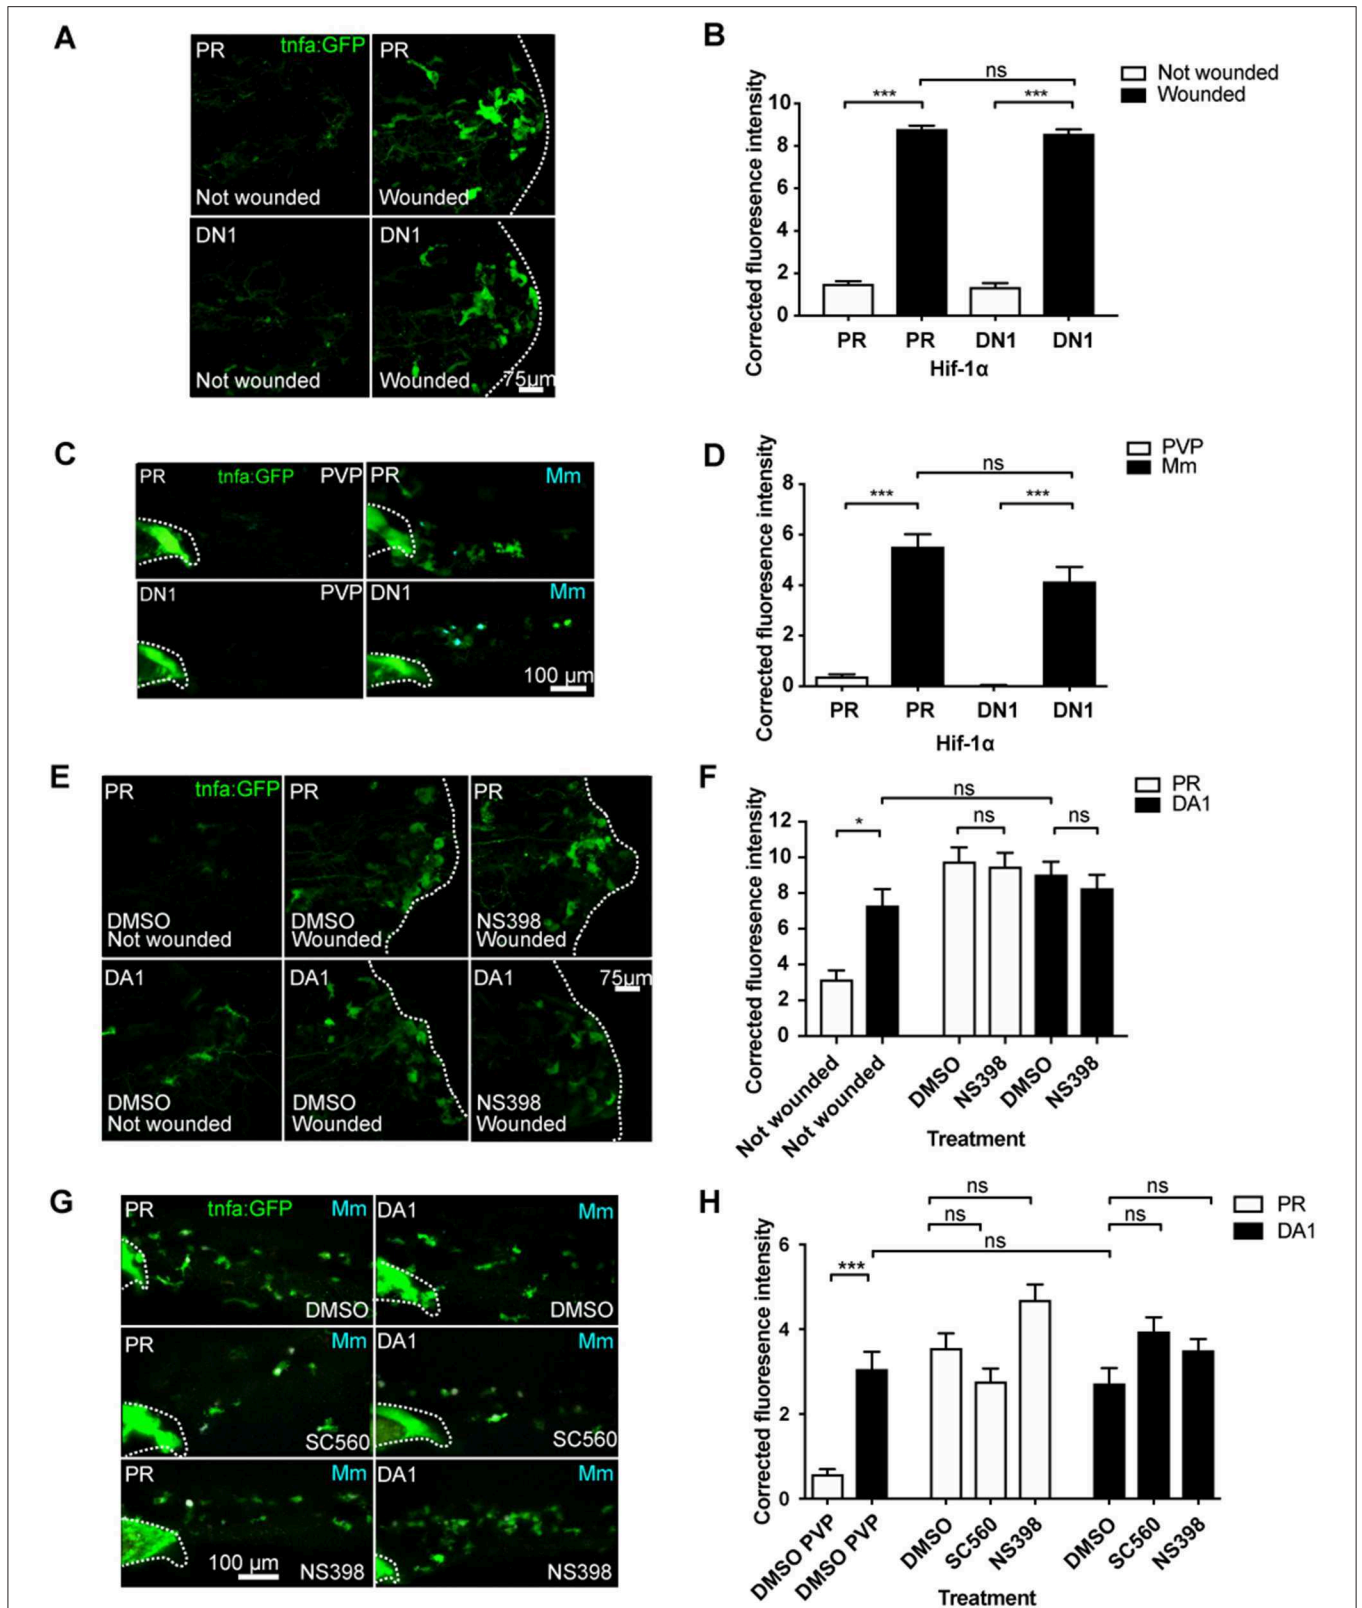 A
PR
tnfa:GFP
Not wounded
PR
Wounded
DN1
Not wounded
DN1
Wounded
75µm
B
Corrected fluoresence intensity
10
8
6
4
2
0
***
ns
***
Not wounded
Wounded
PR
PR
DN1
DN1
Hif-1α
C
PR
tnfa:GFP
PVP
PR
Mm
DN1
PVP
DN1
Mm
100 µm
D
Corrected fluoresence intensity
8
6
4
2
0
***
ns
***
PVP
Mm
PR
PR
DN1
DN1
Hif-1α
E
PR
tnfa:GFP
DMSO
Not wounded
PR
DMSO
Wounded
PR
NS398
Wounded
DA1
DMSO
Not wounded
DA1
DMSO
Wounded
DA1
75µm
NS398
Wounded
F
Corrected fluoresence intensity
12
10
8
6
4
2
0
*
ns
ns
ns
PR
DA1
Not wounded
Not wounded
DMSO
NS398
DMSO
NS398
Treatment
G
PR
tnfa:GFP
Mm
DMSO
DA1
Mm
DMSO
PR
Mm
SC560
DA1
Mm
SC560
PR
Mm
100 µm
NS398
DA1
Mm
NS398
H
Corrected fluoresence intensity
6
4
2
0
***
ns
ns
ns
ns
ns
PR
DA1
DMSO PVP
DMSO PVP
DMSO
SC560
NS398
DMSO
SC560
NS398
Treatment